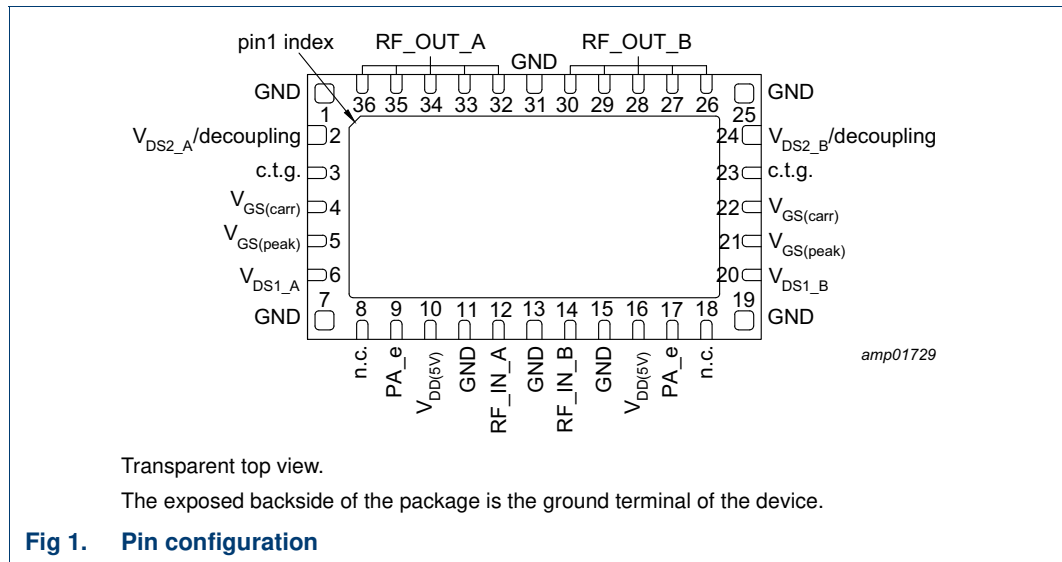 pin1 index RF_OUT_A RF_OUT_B
GND
GND 36 35 34 33 32 31 30 29 28 27 26 GND
1 25
V_DS2_A/decoupling 2 24 V_DS2_B/decoupling
c.t.g. 3 23 c.t.g.
V_GS(carr) 4 22 V_GS(carr)
V_GS(peak) 5 21 V_GS(peak)
V_DS1_A 6 20 V_DS1_B
7 8 9 10 11 12 13 14 15 16 17 18 19
GND GND
n.c. PA_e V_DD(5V) GND RF_IN_A GND RF_IN_B GND V_DD(5V) PA_e n.c.
amp01729
Transparent top view.
The exposed backside of the package is the ground terminal of the device.
Fig 1. Pin configuration